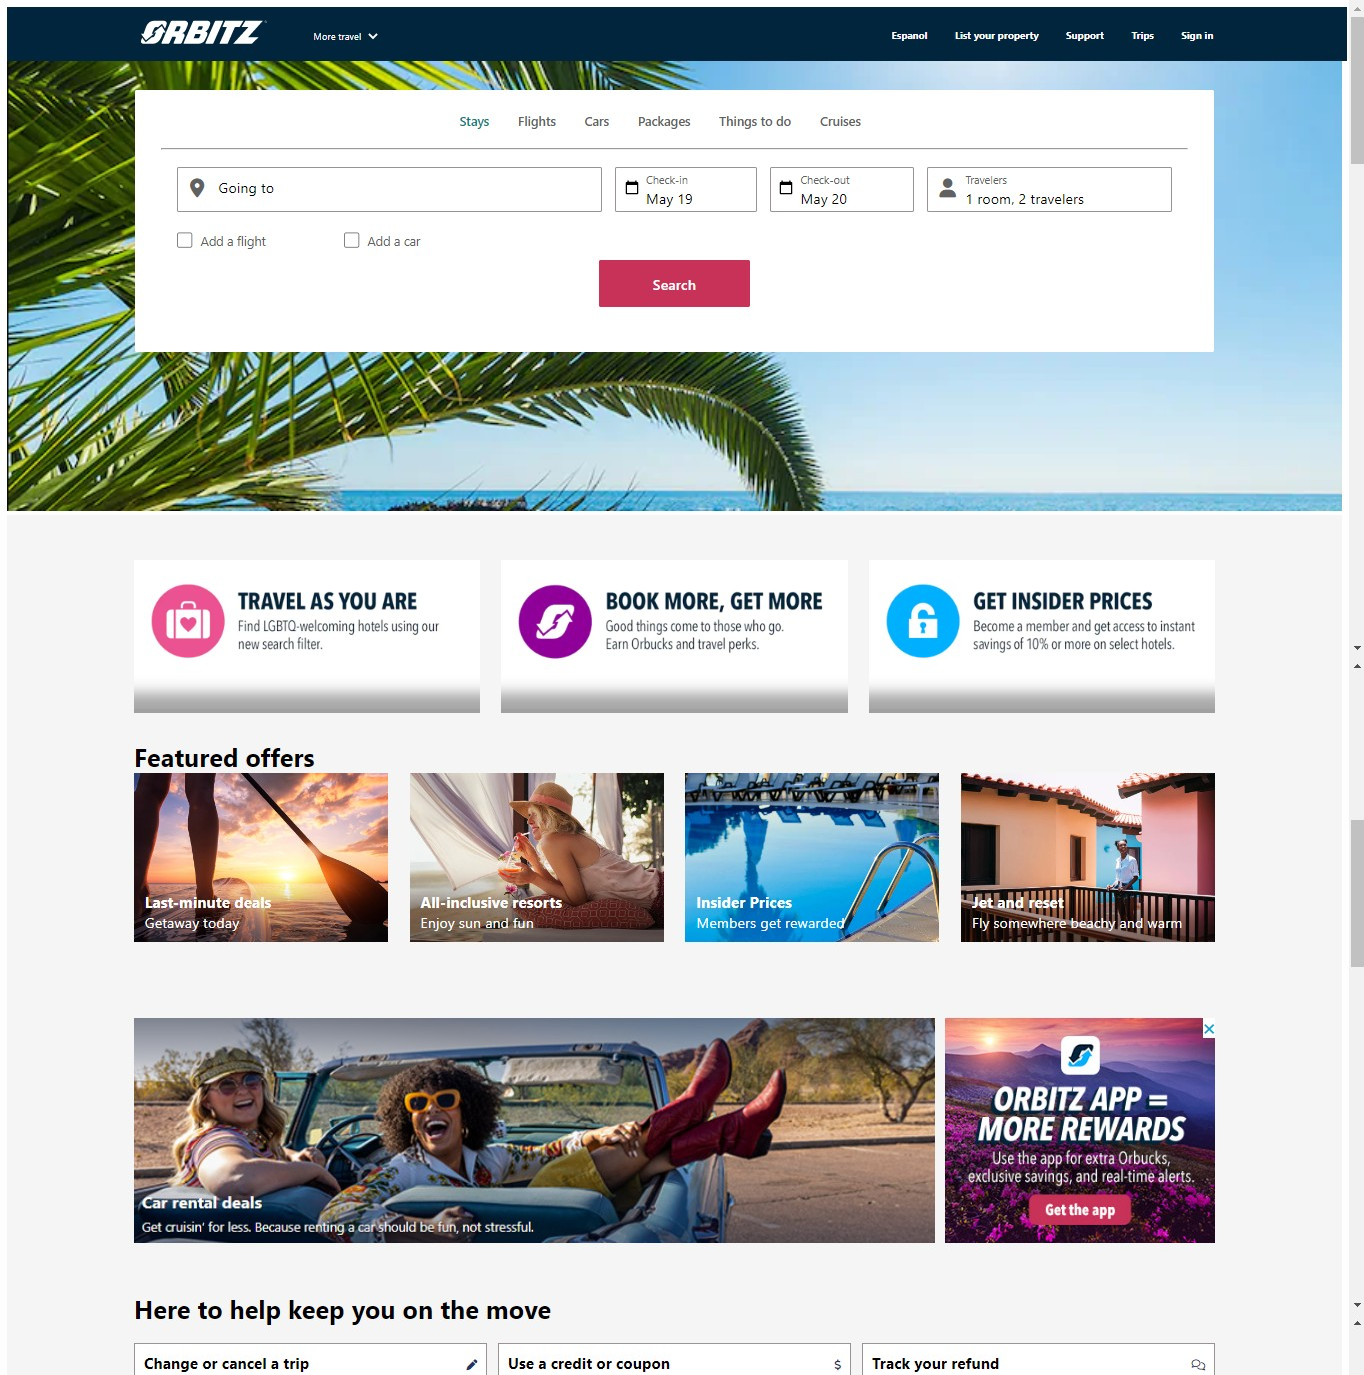 ORBITZ
More travel
Espanol
List your property
Support
Trips
Sign in
Stays
Flights
Cars
Packages
Things to do
Cruises
Going to
Check-in
May 19
Check-out
May 20
Travelers
1 room, 2 travelers
Add a flight
Add a car
Search
TRAVEL AS YOU ARE
Find LGBTQ-welcoming hotels using our
new search filter.
BOOK MORE, GET MORE
Good things come to those who go.
Earn Orbucks and travel perks.
GET INSIDER PRICES
Become a member and get access to instant
savings of 10% or more on select hotels.
Featured offers
Last-minute deals
Getaway today
All-inclusive resorts
Enjoy sun and fun
Insider Prices
Members get rewarded
Jet and reset
Fly somewhere beachy and warm
Car rental deals
Get cruisin' for less. Because renting a car should be fun, not stressful.
ORBITZ APP =
MORE REWARDS
Use the app for extra Orbucks,
exclusive savings, and real-time alerts.
Get the app
Here to help keep you on the move
Change or cancel a trip
Use a credit or coupon
$
Track your refund